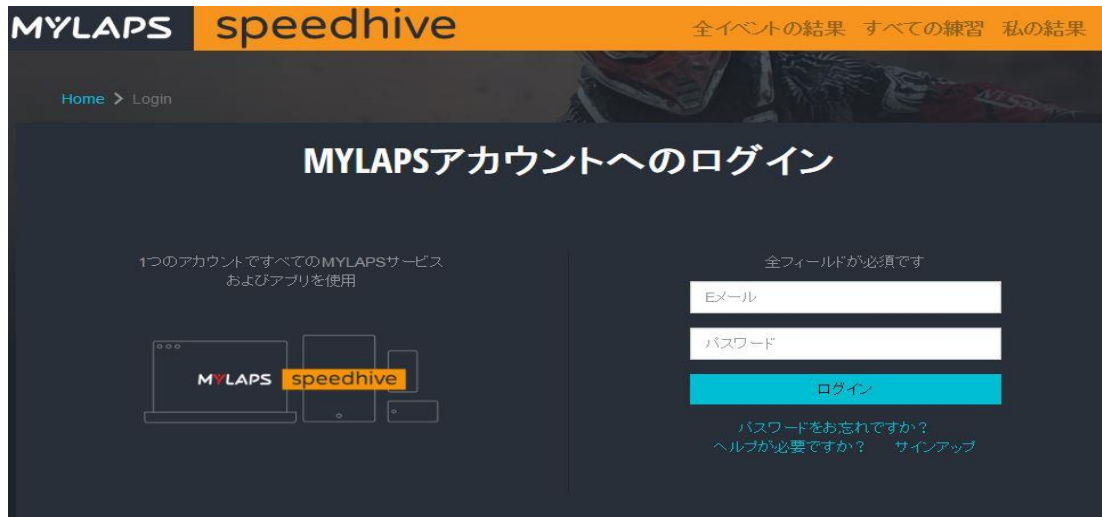 MYLAPS speedhive 全イベントの結果 すべての練習 私の結果
Home > Login
MYLAPSアカウントへのログイン
1つのアカウントですべてのMYLAPSサービス
およびアプリを使用
MYLAPS speedhive
全フィールドが必須です
Eメール
パスワード
ログイン
パスワードをお忘れですか?
ヘルプが必要ですか? サインアップ